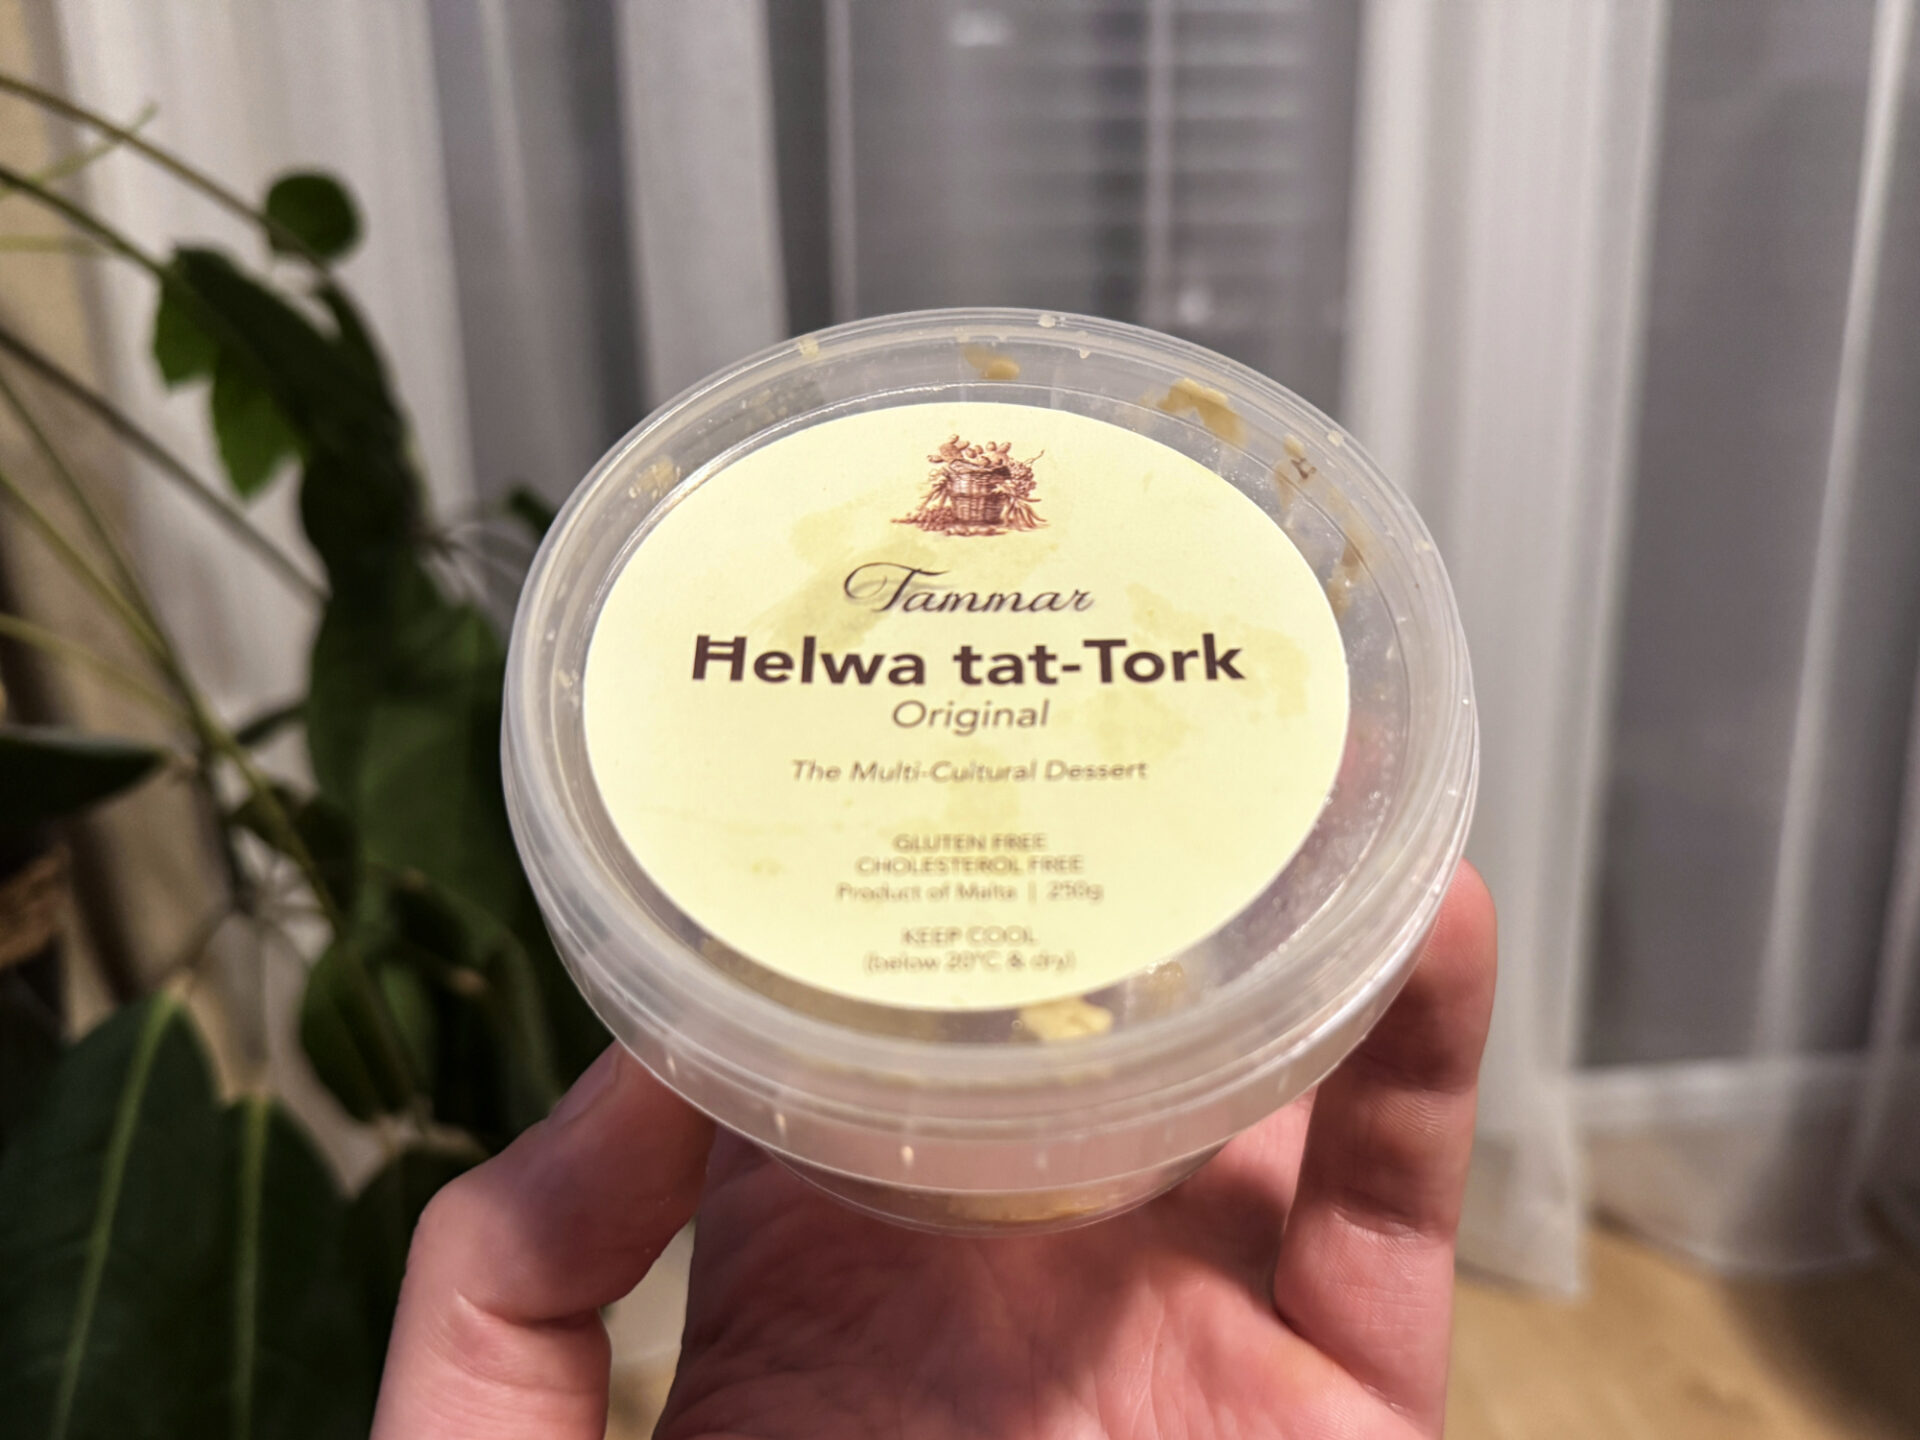 Tammar
Ħelwa tat-Tork
Original
The Multi-Cultural Dessert
GLUTEN FREE
CHOLESTEROL FREE
Product of Malta | 250g
KEEP COOL
(below 20°C & dry)